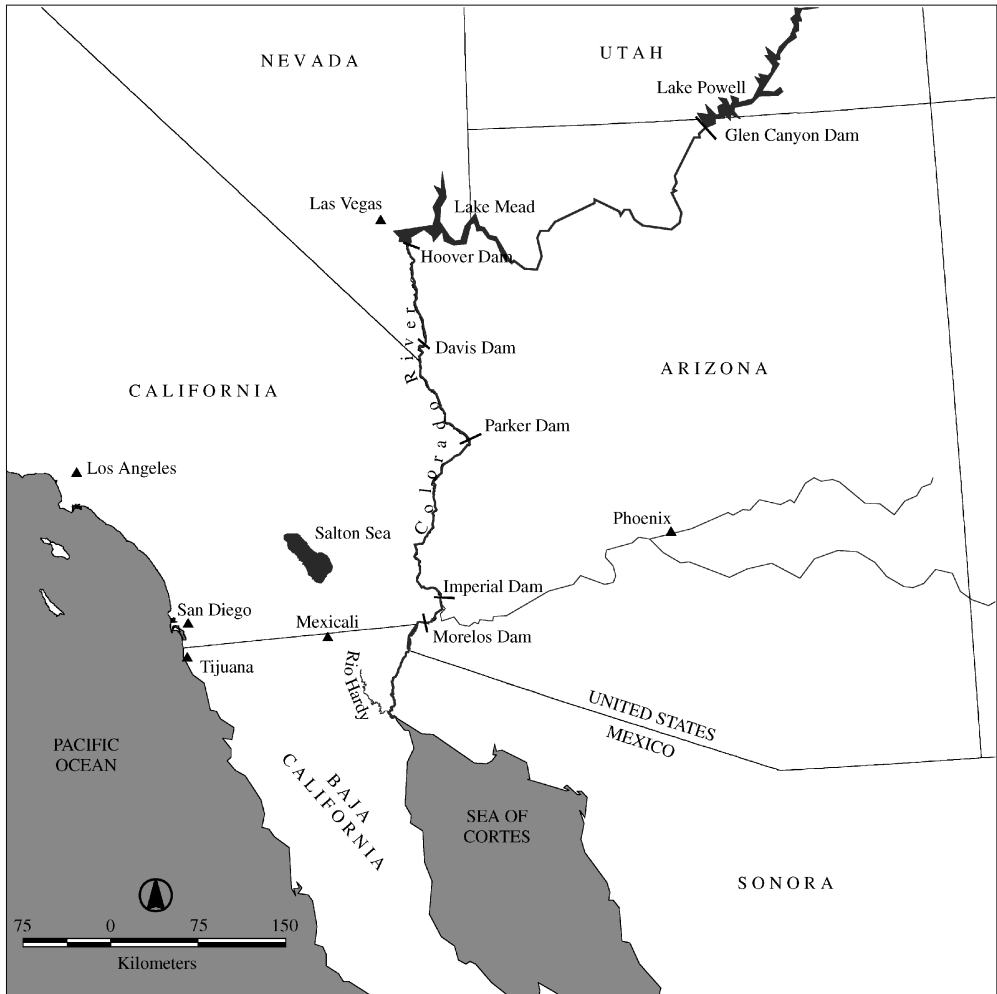 NEVADA
UTAH
Lake Powell
Glen Canyon Dam
Las Vegas
Lake Mead
Hoover Dam
Davis Dam
ARIZONA
CALIFORNIA
Parker Dam
Colorado River
Los Angeles
Phoenix
Salton Sea
Imperial Dam
San Diego
Mexicali
Morelos Dam
Tijuana
Rio Hardy
UNITED STATES
MEXICO
PACIFIC
OCEAN
BAJA
CALIFORNIA
SEA OF
CORTES
SONORA
75 0 75 150
Kilometers